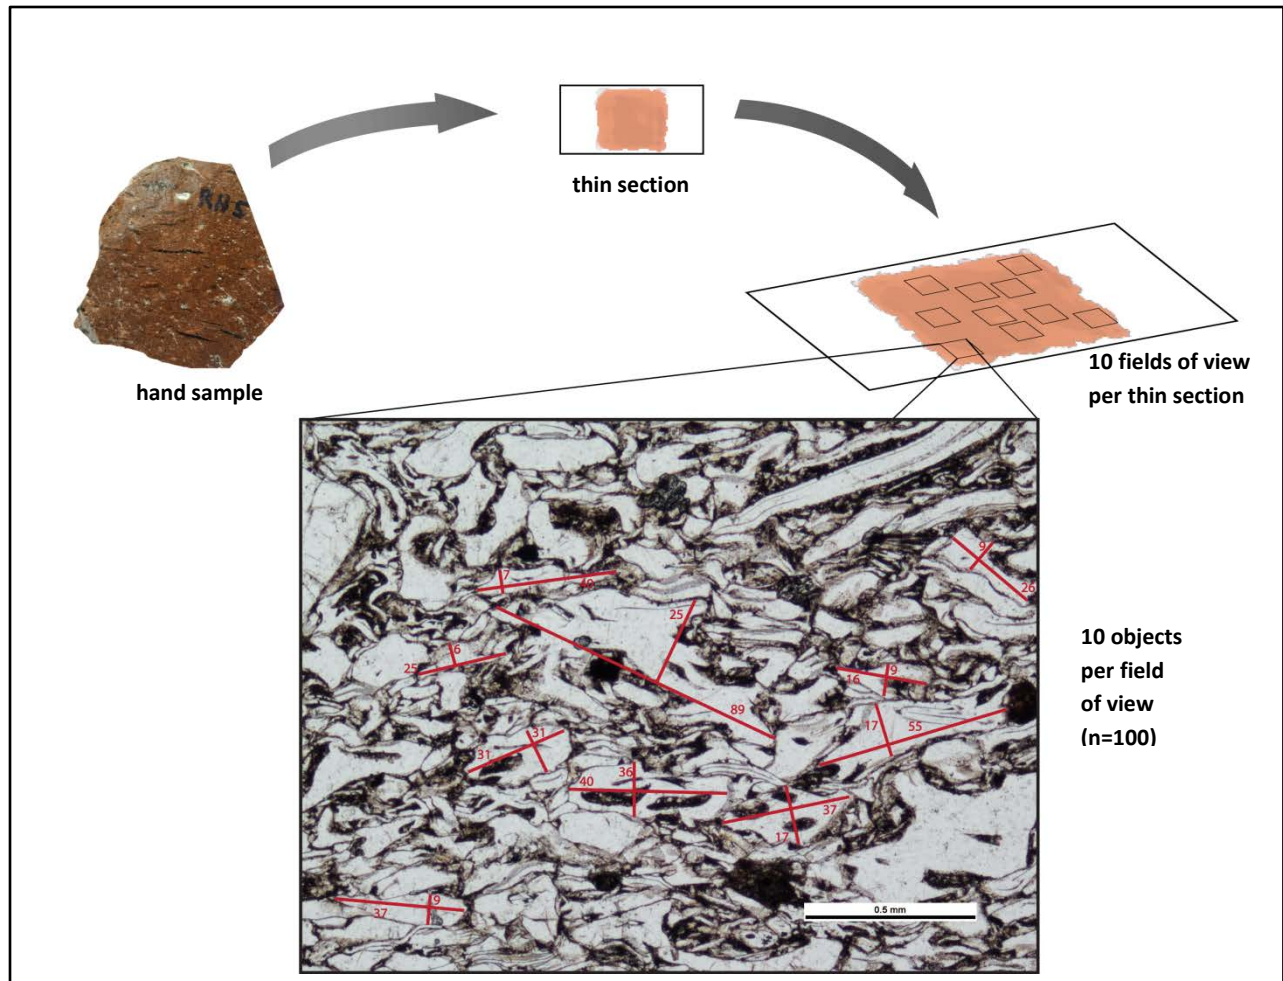 RHS
thin section
hand sample
10 fields of view
per thin section
10 objects
per field
of view
(n=100)
9
26
7
40
25
6
25
89
16
9
17
55
31
31
36
40
37
17
9
37
0.5 mm